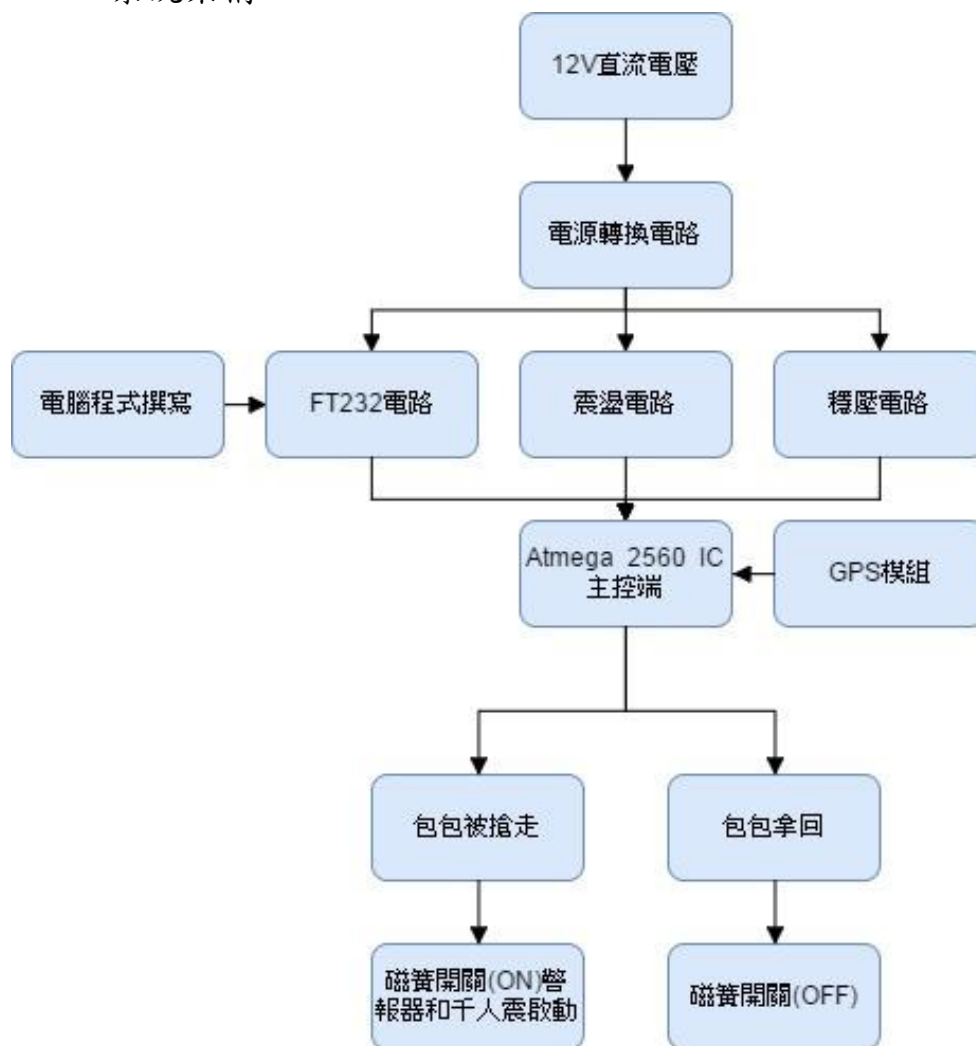 12V直流電壓
電源轉換電路
電腦程式撰寫
FT232電路
震盪電路
穩壓電路
Atmega 2560 IC
主控端
GPS模組
包包被搶走
包包拿回
磁簧開關(ON)警
報器和千人震啟動
磁簧開關(OFF)